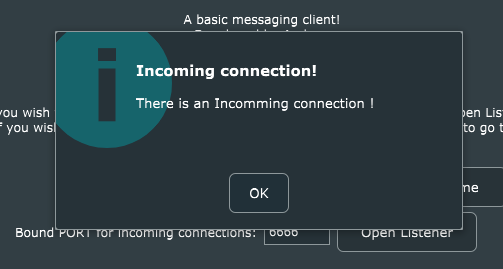 A basic messaging client!
you wish
pen List
f you wish
to go t
Incoming connection!
There is an Incomming connection !
OK
me
Bound PORT for incoming connections:
6666
Open Listener